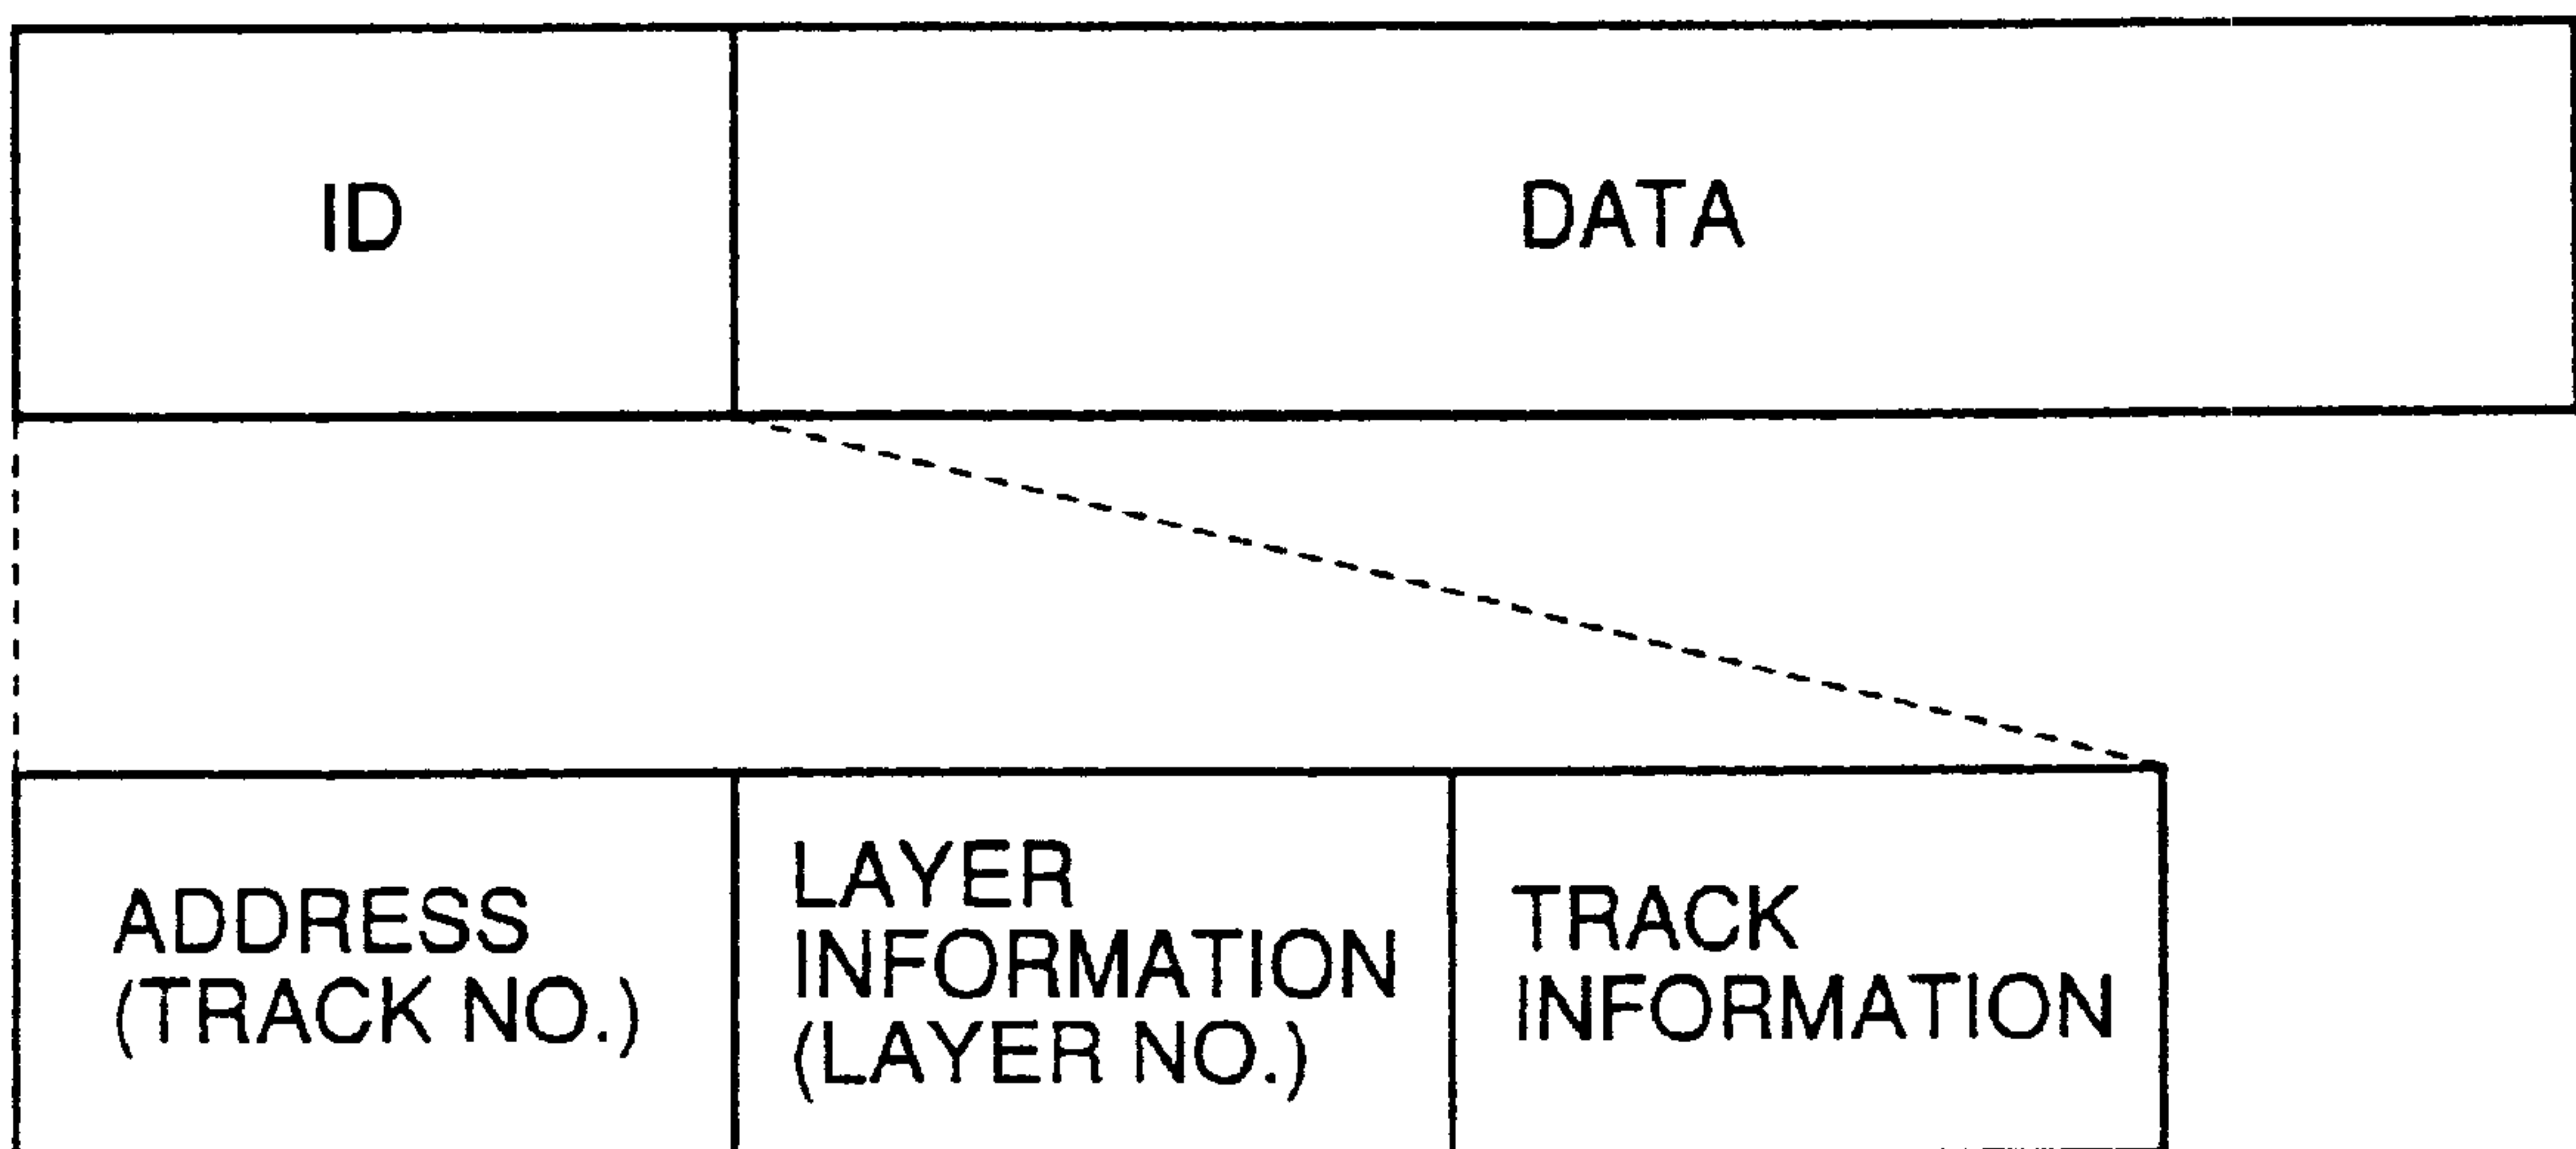 ID
DATA
ADDRESS
(TRACK NO.)
LAYER
INFORMATION
(LAYER NO.)
TRACK
INFORMATION